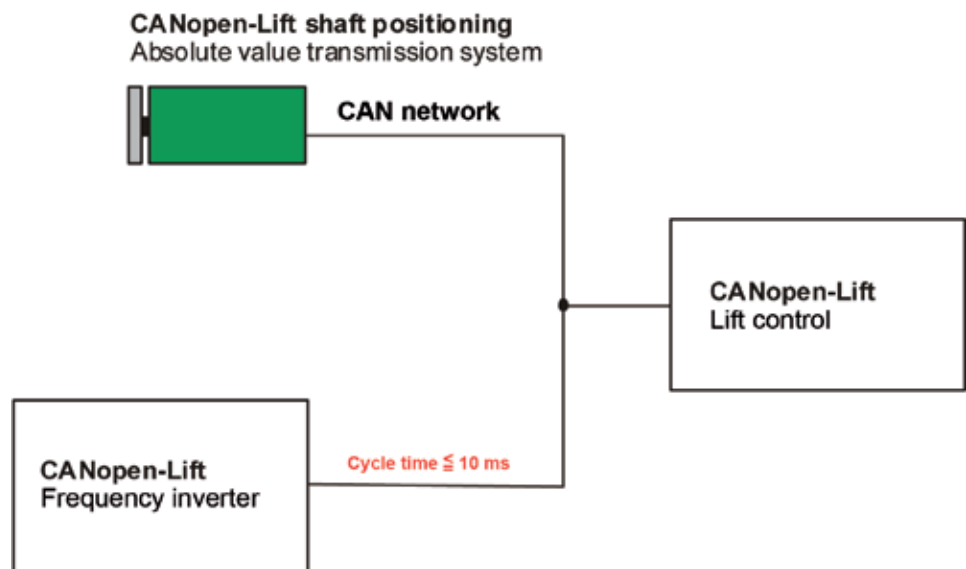 CANopen-Lift shaft positioning
Absolute value transmission system
CAN network
CANopen-Lift
Lift control
CANopen-Lift
Frequency inverter
Cycle time ≦ 10 ms